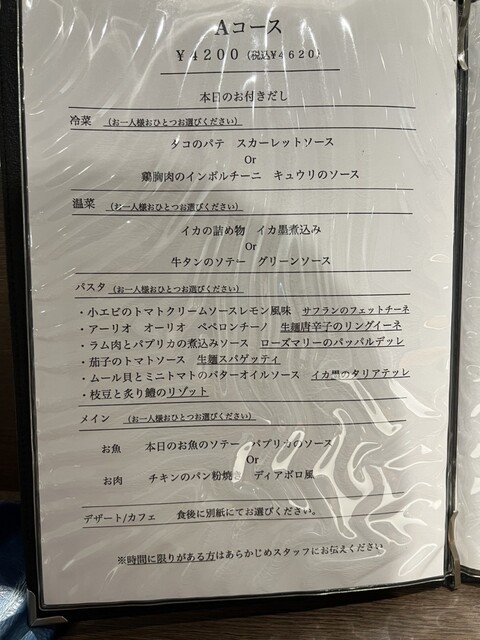 Aコース
￥4200（税込￥4620）
本日のお付きだし
冷菜 （お一人様おひとつお選びください）
タコのパテ スカーレットソース
Or
鶏胸肉のインボルチーニ キュウリのソース
温菜 （お一人様おひとつお選びください）
イカの詰め物 イカ墨煮込み
Or
牛タンのソテー グリーンソース
パスタ （お一人様おひとつお選びください）
・小エビのトマトクリームソースレモン風味 サフランのフェットチーネ
・アーリオ オーリオ ペペロンチーノ 生麺唐辛子のリングイーネ
・ラム肉とパプリカの煮込みソース ローズマリーのパッパルデッレ
・茄子のトマトソース 生麺スパゲッティ
・ムール貝とミニトマトのバターオイルソース イカ墨のタリアテッレ
・枝豆と炙り鱧のリゾット
メイン （お一人様おひとつお選びください）
お魚 本日のお魚のソテー パプリカのソース
Or
お肉 チキンのパン粉焼き ディアボロ風
デザート/カフェ 食後に別紙にてお選びください。
※時間に限りがある方はあらかじめスタッフにお伝えください